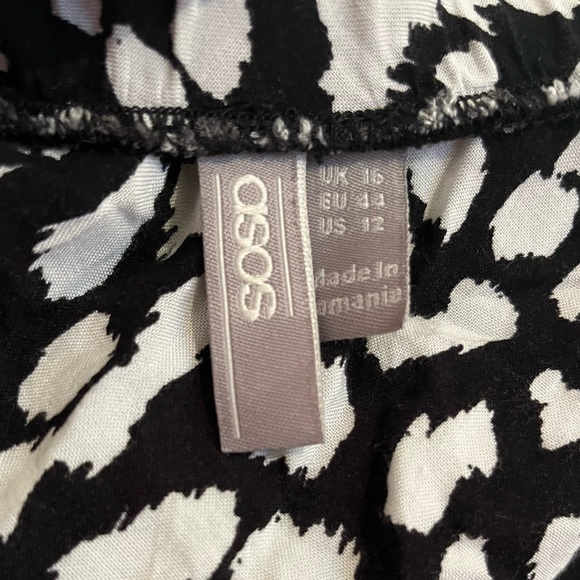 asos
UK 16
EU 44
US 12
Made In
omania